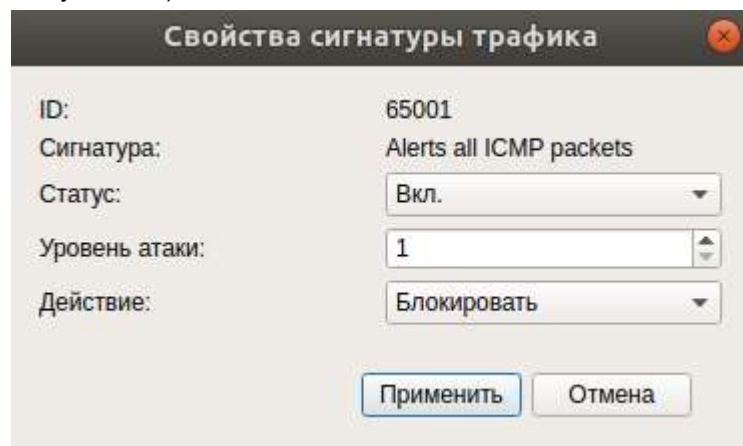 Свойства сигнатуры трафика
ID: 65001
Сигнатура: Alerts all ICMP packets
Статус: Вкл.
Уровень атаки: 1
Действие: Блокировать
Применить Отмена